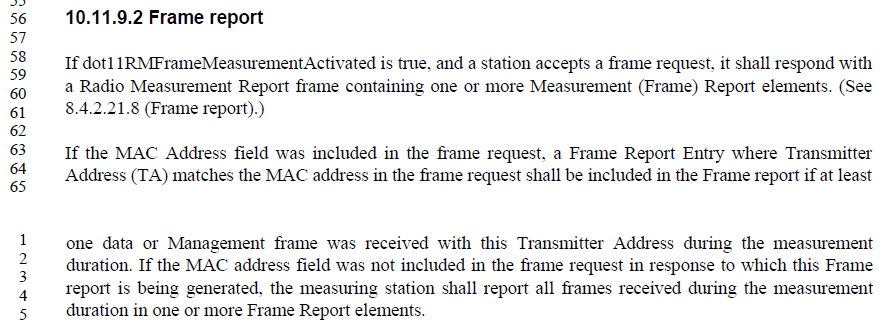 55
56 10.11.9.2 Frame report
57
58 If dot11RMFrameMeasurementActivated is true, and a station accepts a frame request, it shall respond with
59
60 a Radio Measurement Report frame containing one or more Measurement (Frame) Report elements. (See
61 8.4.2.21.8 (Frame report).)
62
63 If the MAC Address field was included in the frame request, a Frame Report Entry where Transmitter
64
65 Address (TA) matches the MAC address in the frame request shall be included in the Frame report if at least
1 one data or Management frame was received with this Transmitter Address during the measurement
2 duration. If the MAC address field was not included in the frame request in response to which this Frame
3
4 report is being generated, the measuring station shall report all frames received during the measurement
5 duration in one or more Frame Report elements.